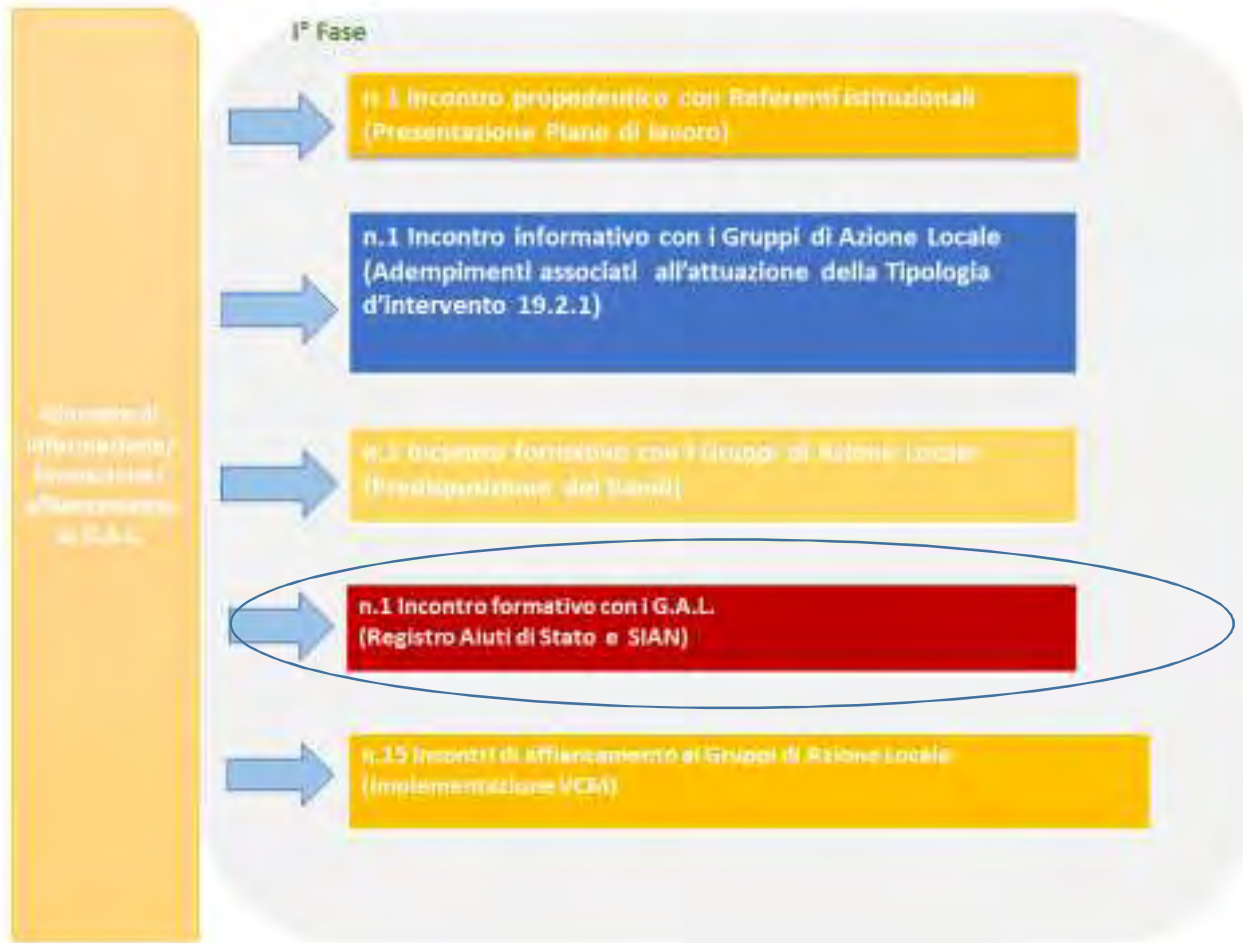 I° Fase
n.1 Incontro propedeutico con Referenti istituzionali
(Presentazione Piano di lavoro)
n.1 Incontro informativo con i Gruppi di Azione Locale
(Adempimenti associati all'attuazione della Tipologia
d'intervento 19.2.1)
Incontro formativo con i Gruppi di Azione Locale
(Predisposizione dei Bandi)
n.1 Incontro formativo con i G.A.L.
(Registro Aiuti di Stato e SIAN)
n.15 Incontri di affiancamento ai Gruppi di Azione Locale
(Implementazione VCM)
informazione/
affiancamento
ai G.A.L.